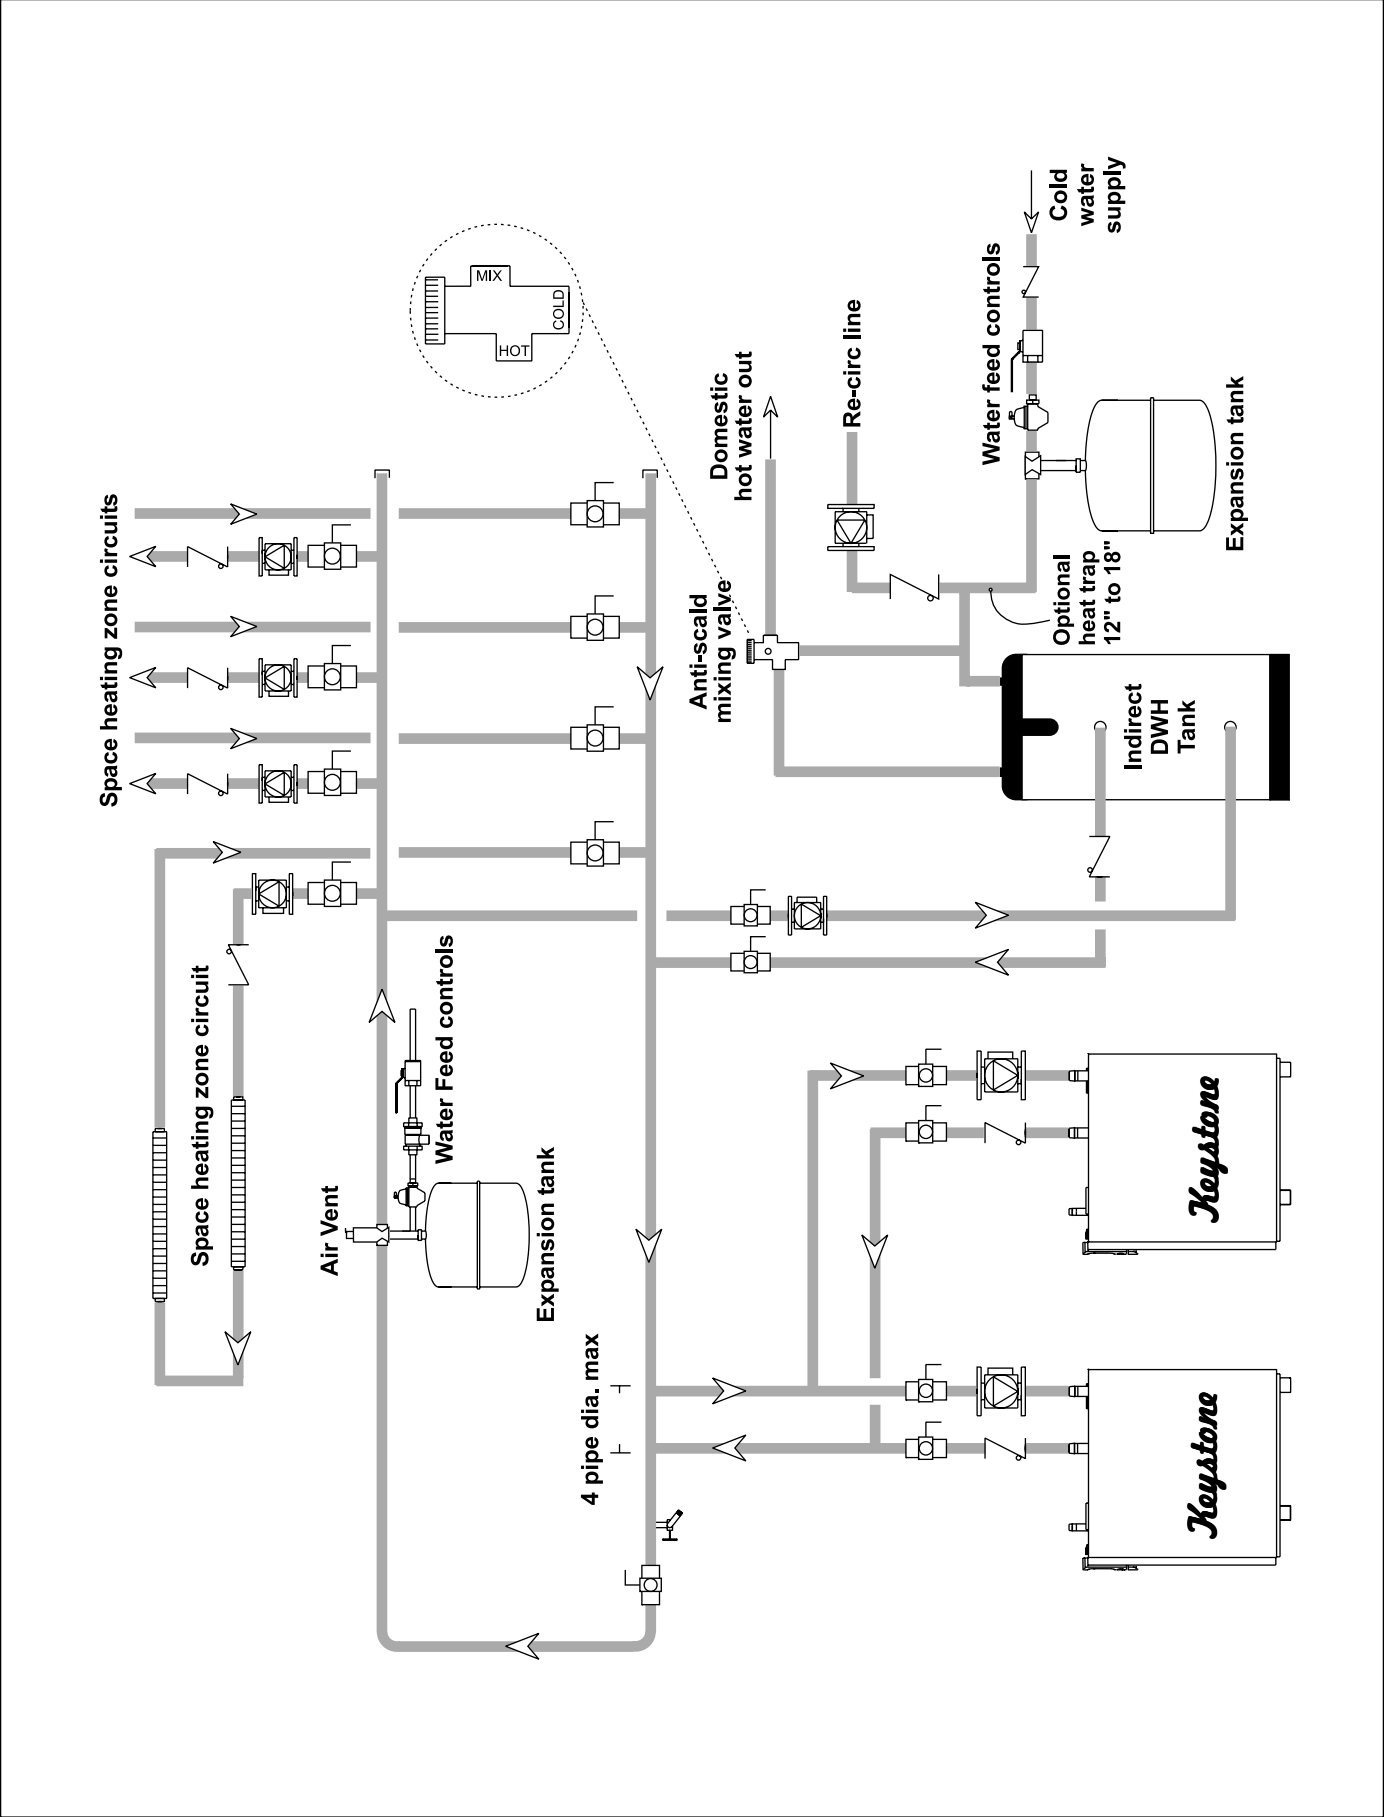 Space heating zone circuits
Space heating zone circuit
Air Vent
Water Feed controls
Expansion tank
4 pipe dia. max
MIX
HOT
COLD
Anti-scald
mixing valve
Domestic
hot water out
Re-circ line
Water feed controls
Cold
water
supply
Expansion tank
Optional
heat trap
12" to 18"
Indirect
DWH
Tank
Keystone
Keystone